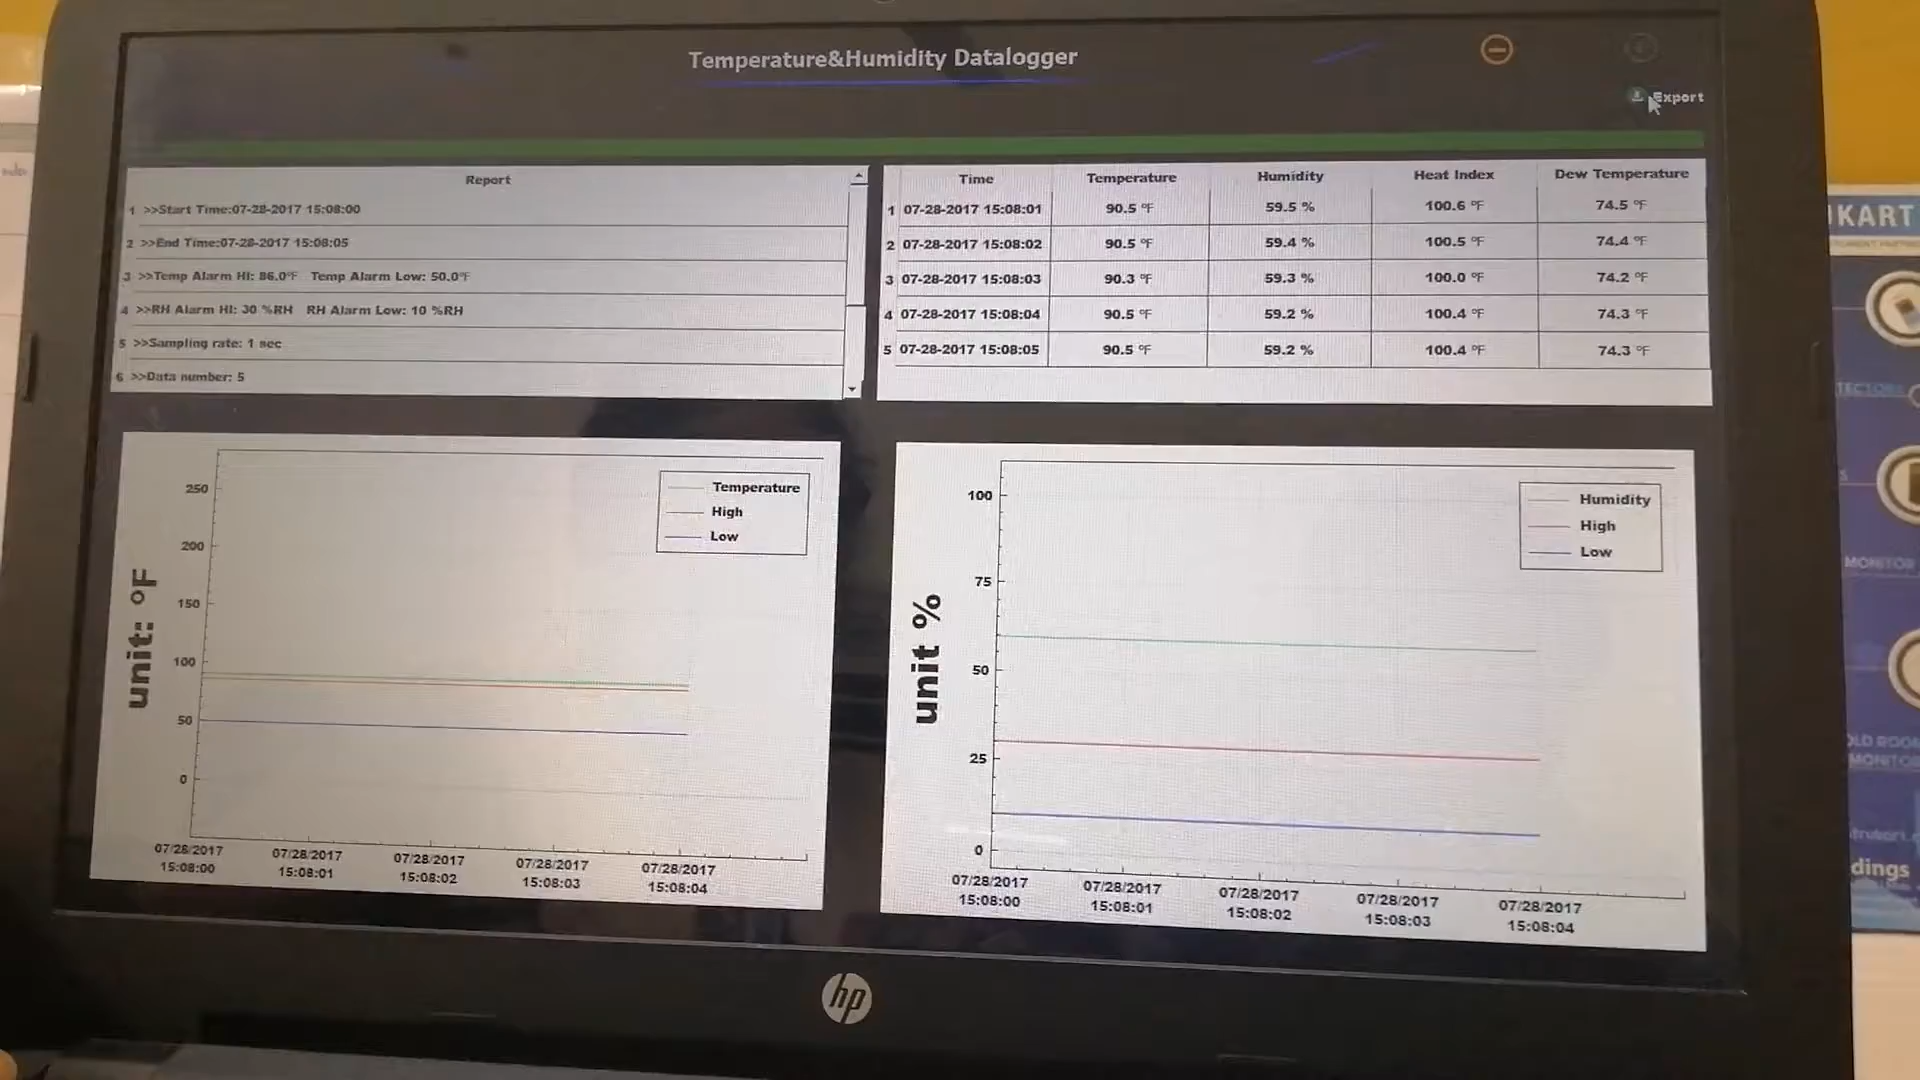 Temperature&Humidity Datalogger
Export
Report
1 >>Start Time:07-28-2017 15:08:00
2 >>End Time:07-28-2017 15:08:05
3 >>Temp Alarm HI: 86.0°F Temp Alarm Low: 50.0°F
4 >>RH Alarm HI: 30 %RH RH Alarm Low: 10 %RH
5 >>Sampling rate: 1 sec
6 >>Data number: 5
Time Temperature Humidity Heat Index Dew Temperature
1 07-28-2017 15:08:01 90.5 °F 59.5 % 100.6 °F 74.5 °F
2 07-28-2017 15:08:02 90.5 °F 59.4 % 100.5 °F 74.4 °F
3 07-28-2017 15:08:03 90.3 °F 59.3 % 100.0 °F 74.2 °F
4 07-28-2017 15:08:04 90.5 °F 59.2 % 100.4 °F 74.3 °F
5 07-28-2017 15:08:05 90.5 °F 59.2 % 100.4 °F 74.3 °F
unit: °F
250
200
150
100
50
0
Temperature
High
Low
07/28/2017 07/28/2017 07/28/2017 07/28/2017 07/28/2017
15:08:00 15:08:01 15:08:02 15:08:03 15:08:04
unit %
100
75
50
25
0
Humidity
High
Low
07/28/2017 07/28/2017 07/28/2017 07/28/2017 07/28/2017
15:08:00 15:08:01 15:08:02 15:08:03 15:08:04
hp
KART
TECTORS
MONITOR
OLD ROOM
MONITOR
dings